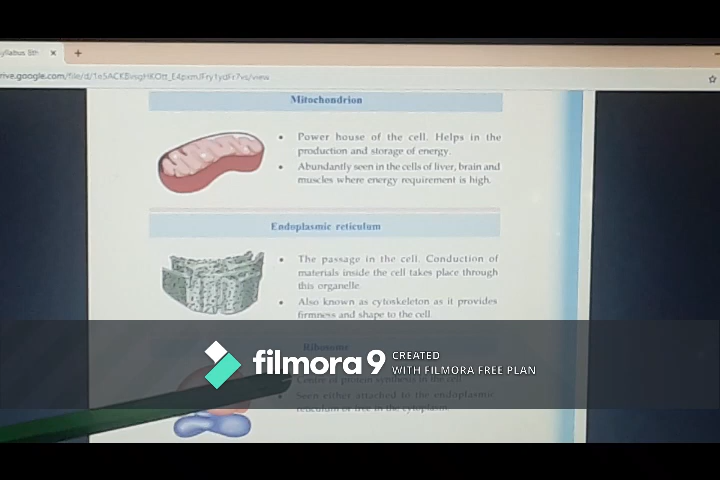 yllabus 8th
rive.google.com/file/d/1e5ACKBvsgHKOtt_E4pxmJFry1ydFr7vs/view
Mitochondrion
• Power house of the cell. Helps in the
production and storage of energy.
• Abundantly seen in the cells of liver, brain and
muscles where energy requirement is high.
Endoplasmic reticulum
• The passage in the cell. Conduction of
materials inside the cell takes place through
this organelle.
• Also known as cytoskeleton as it provides
firmness and shape to the cell.
Ribosome
filmora9 CREATED
WITH FILMORA FREE PLAN
Centre of protein synthesis in the cell
• Seen either attached to the endoplasmic
reticulum or free in the cytoplasm.